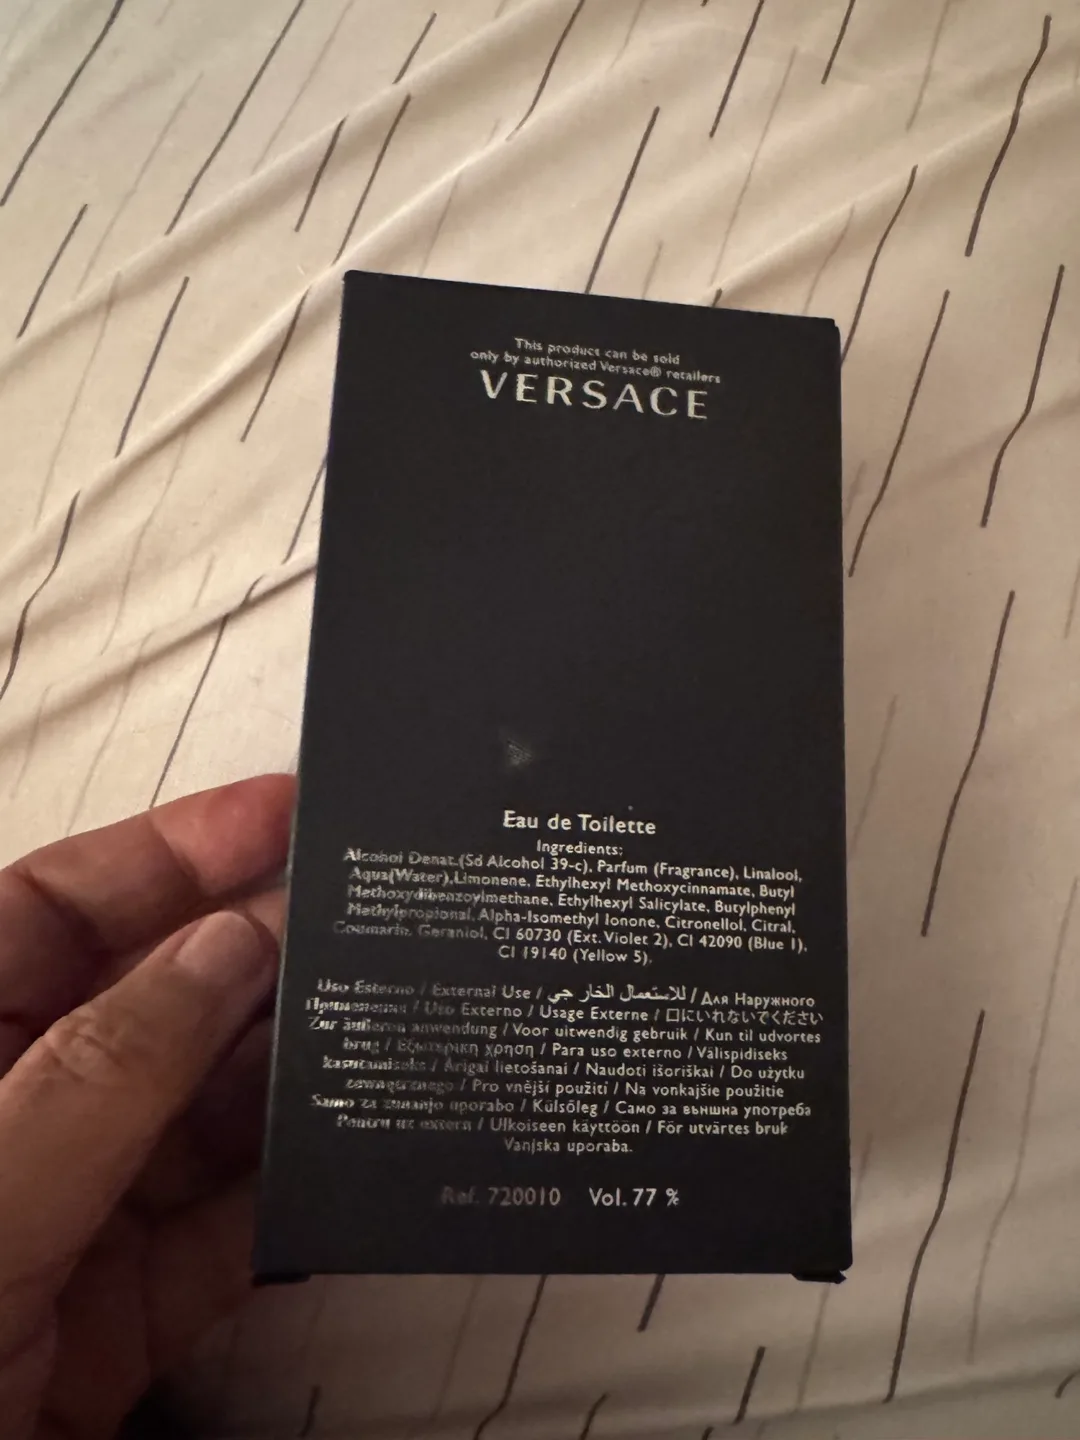 This product can be sold
only by authorized Versace® retailers
VERSACE
Eau de Toilette
Ingredients:
Alcohol Denat.(Sd Alcohol 39-c), Parfum (Fragrance), Linalool,
Aqua(Water),Limonene, Ethylhexyl Methoxycinnamate, Butyl
Methoxydibenzoylmethane, Ethylhexyl Salicylate, Butylphenyl
Methylpropional, Alpha-Isomethyl Ionone, Citronellol, Citral,
Coumarin, Geraniol, CI 60730 (Ext. Violet 2), CI 42090 (Blue 1),
CI 19140 (Yellow 5).
Uso Esterno / External Use / للاستعمال الخار جي / Для Наружного
Применения / Uso Externo / Usage Externe / 口にいれないでください
Zur äußeren anwendung / Voor uitwendig gebruik / Kun til udvortes
brug / Εξωτερικη χρηση / Para uso externo / Välispidiseks
kasutamiseks / Ārīgai lietošanai / Naudoti išoriškai / Do użytku
zewnętrznego / Pro vnější použití / Na vonkajšie použitie
Samo za zunanjo uporabo / Külsőleg / Само за външна употреба
Pentru uz extern / Ulkoiseen käyttöön / För utvärtes bruk
Vanjska uporaba.
Ref. 720010 Vol. 77 %